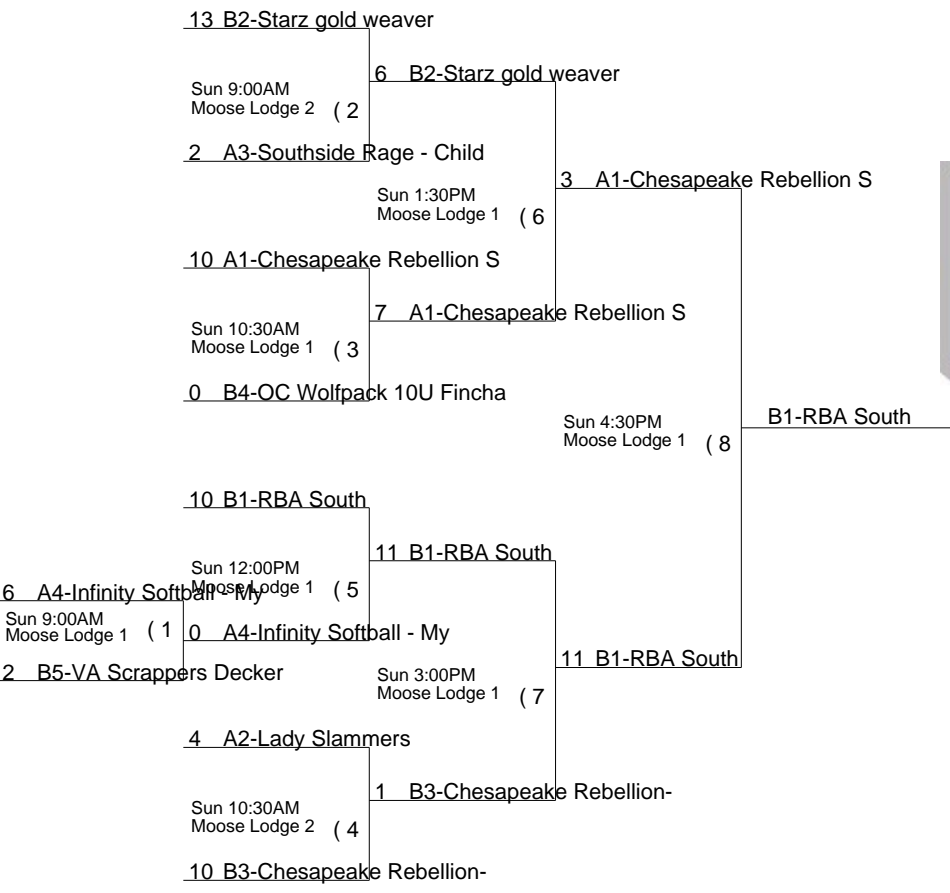 13 B2-Starz gold weaver
6 B2-Starz gold weaver
Sun 9:00AM
Moose Lodge 2 ( 2
2 A3-Southside Rage - Child
3 A1-Chesapeake Rebellion S
Sun 1:30PM
Moose Lodge 1 ( 6
10 A1-Chesapeake Rebellion S
7 A1-Chesapeake Rebellion S
Sun 10:30AM
Moose Lodge 1 ( 3
0 B4-OC Wolfpack 10U Fincha
B1-RBA South
Sun 4:30PM
Moose Lodge 1 ( 8
10 B1-RBA South
11 B1-RBA South
Sun 12:00PM
Moose Lodge 1 ( 5
6 A4-Infinity Softball - My
Sun 9:00AM
Moose Lodge 1 ( 1
0 A4-Infinity Softball - My
2 B5-VA Scrappers Decker
11 B1-RBA South
Sun 3:00PM
Moose Lodge 1 ( 7
4 A2-Lady Slammers
1 B3-Chesapeake Rebellion-
Sun 10:30AM
Moose Lodge 2 ( 4
10 B3-Chesapeake Rebellion-